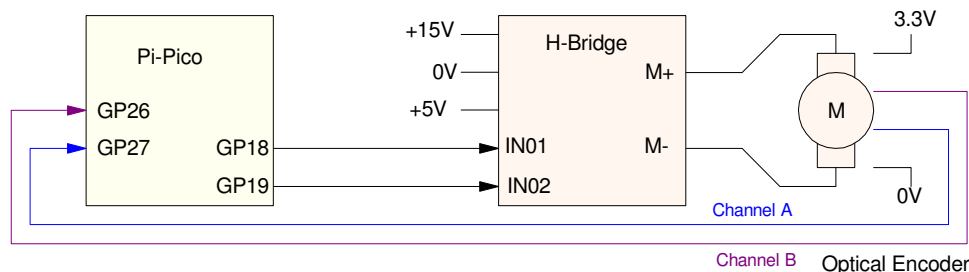 Pi-Pico
GP26
GP27
GP18
GP19
+15V
0V
+5V
H-Bridge
M+
M-
IN01
IN02
M
3.3V
0V
Channel A
Channel B
Optical Encoder